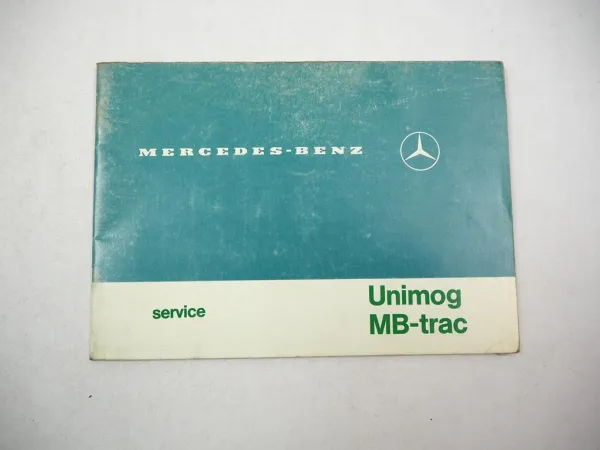 MERCEDES-BENZ
service
Unimog
MB-trac